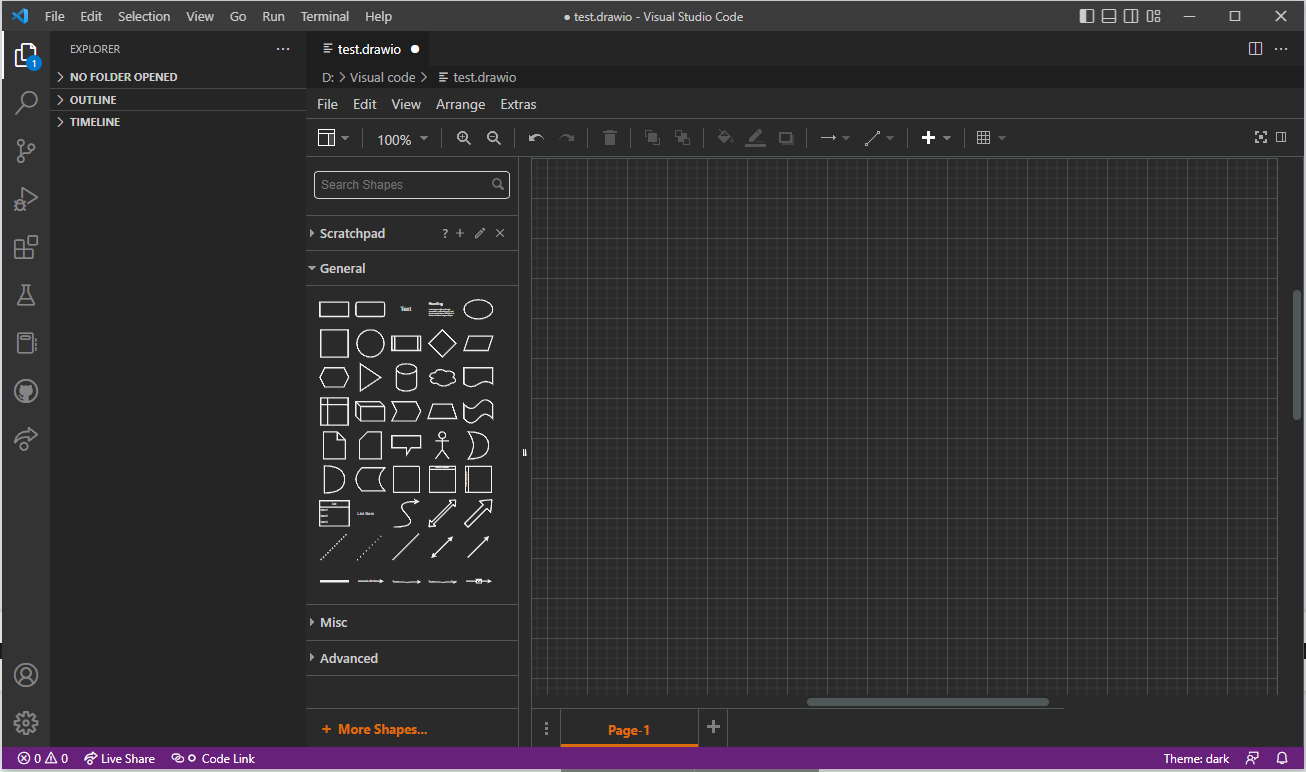 File Edit Selection View Go Run Terminal Help
● test.drawio - Visual Studio Code
EXPLORER
test.drawio
1
NO FOLDER OPENED
D: > Visual code > test.drawio
OUTLINE
File Edit View Arrange Extras
TIMELINE
100%
Search Shapes
Scratchpad ? +
General
Text
Heading
List Item
Misc
Advanced
+ More Shapes...
Page-1
0 0 Live Share 0 Code Link
Theme: dark